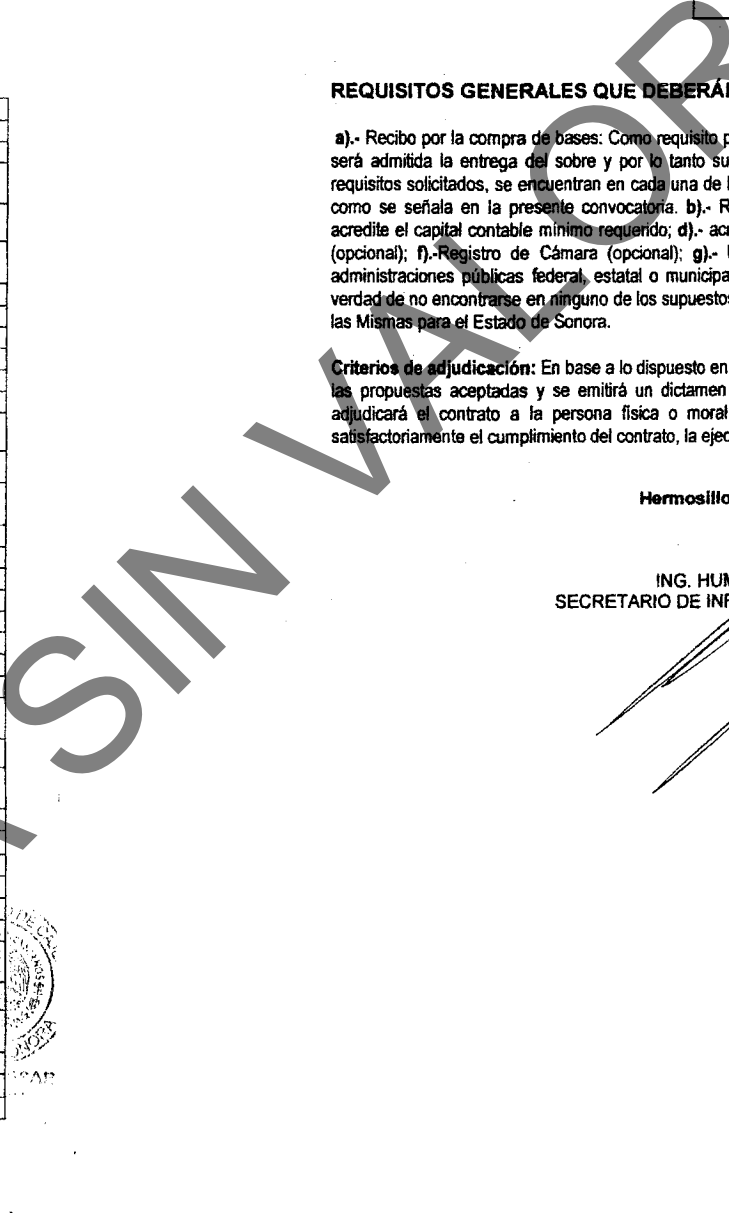 REQUISITOS GENERALES QUE DEBERÁN
a).- Recibo por la compra de bases: Como requisito
será admitida la entrega del sobre y por lo tanto su
requisitos solicitados, se encuentran en cada una de
como se señala en la presente convocatoria. b).- R
acredite el capital contable mínimo requerido; d).- ac
(opcional); f).-Registro de Cámara (opcional); g).-
administraciones públicas federal, estatal o municipa
verdad de no encontrarse en ninguno de los supuestos
las Mismas para el Estado de Sonora.
Criterios de adjudicación: En base a lo dispuesto en
las propuestas aceptadas y se emitirá un dictamen
adjudicará el contrato a la persona física o moral
satisfactoriamente el cumplimiento del contrato, la ejec
Hermosillo
ING. HUM
SECRETARIO DE INF
SIN VALOR